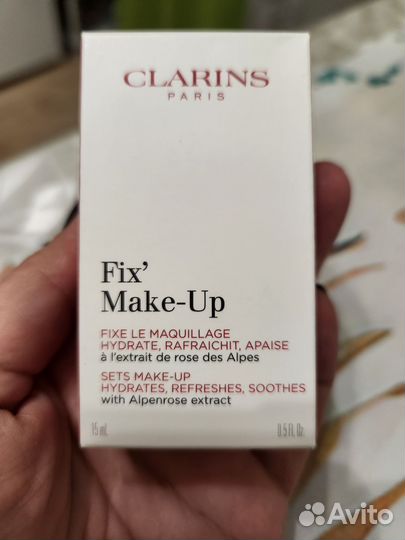 CLARINS
PARIS
Fix'
Make-Up
FIXE LE MAQUILLAGE
HYDRATE, RAFRAICHIT, APAISE
à l'extrait de rose des Alpes
SETS MAKE-UP
HYDRATES, REFRESHES, SOOTHES
with Alpenrose extract
15 mL 0.5 Fl. Oz.
Avito